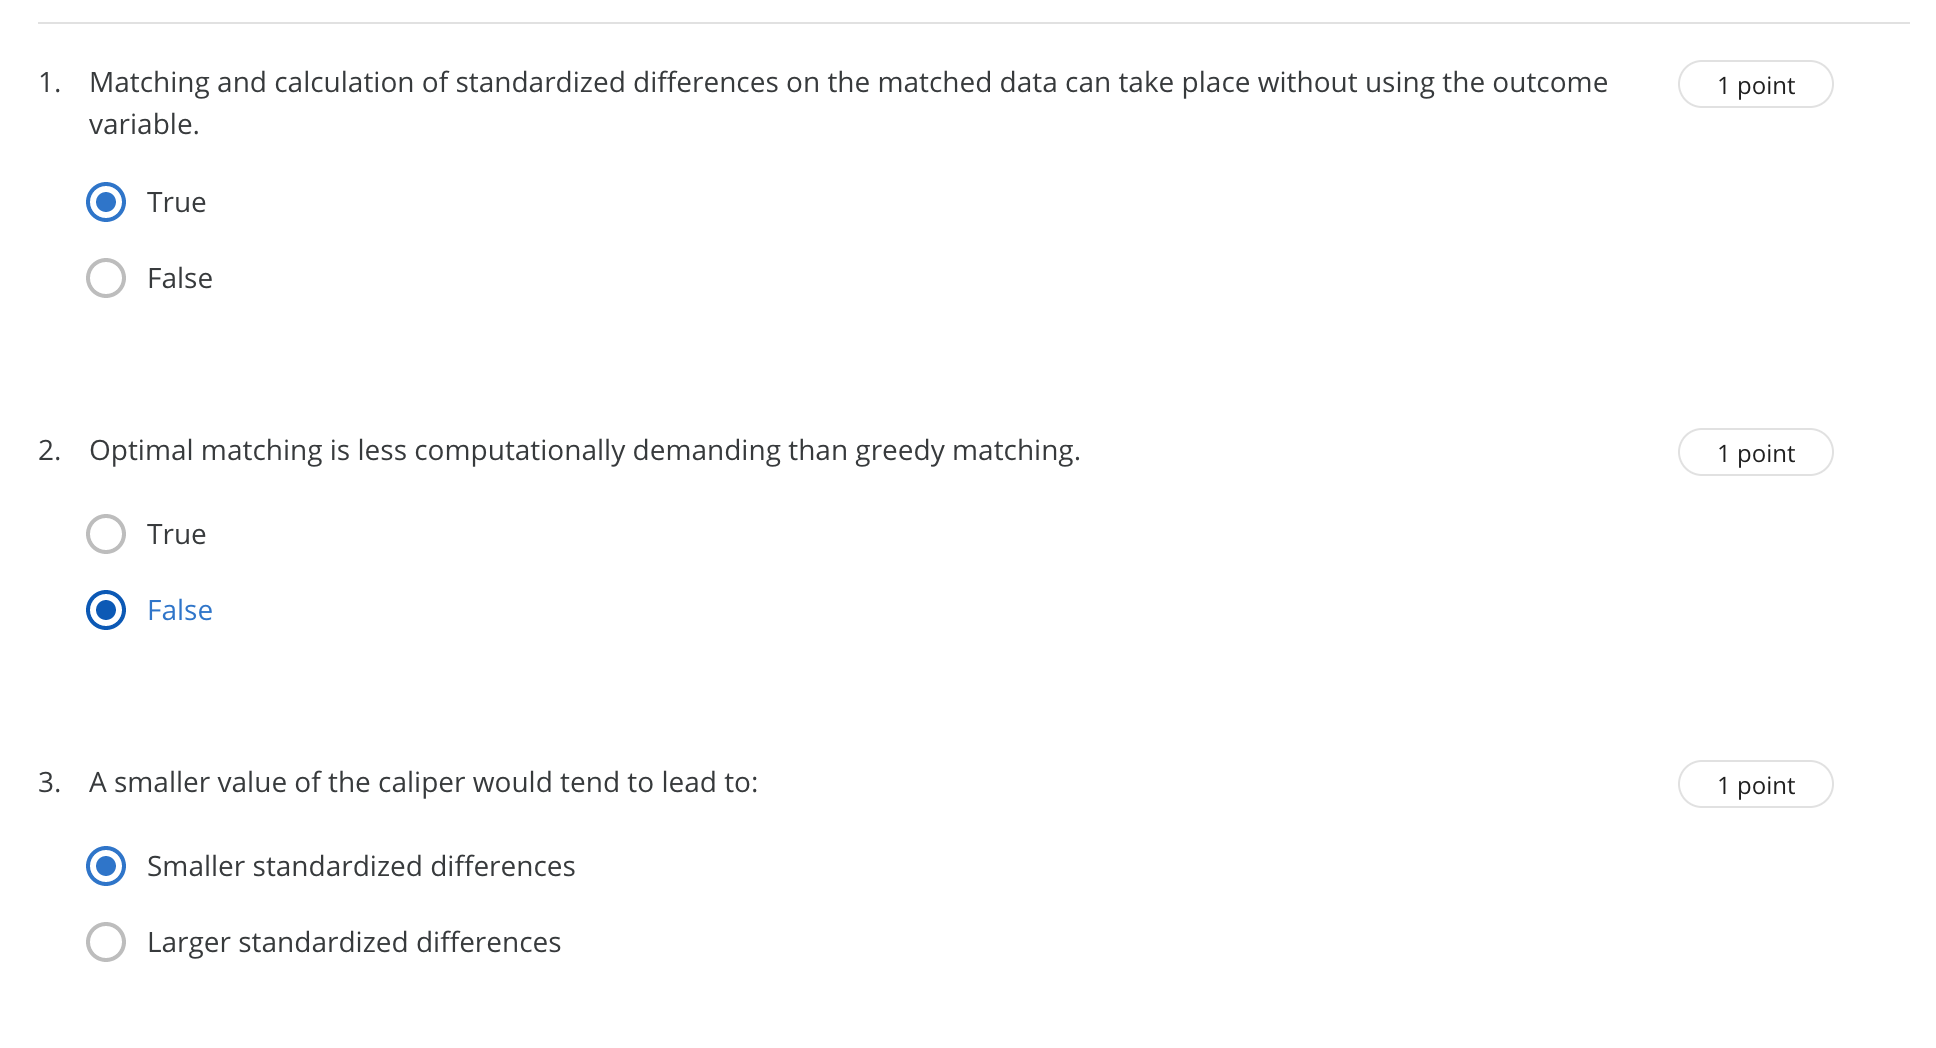 1. Matching and calculation of standardized differences on the matched data can take place without using the outcome
variable.
1 point
True
False
2. Optimal matching is less computationally demanding than greedy matching.
1 point
True
False
3. A smaller value of the caliper would tend to lead to:
1 point
Smaller standardized differences
Larger standardized differences